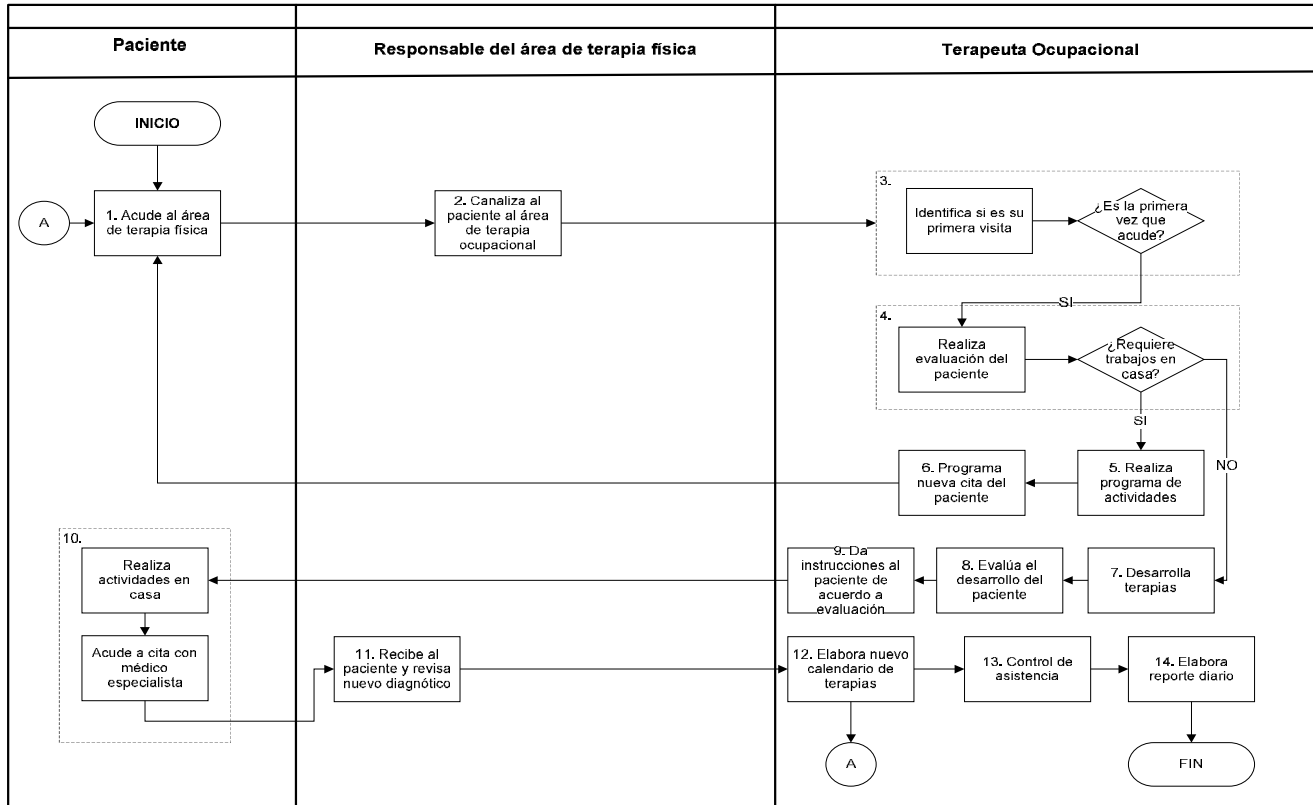 Paciente
Responsable del área de terapia física
Terapeuta Ocupacional
INICIO
A
1. Acude al área
de terapia física
2. Canaliza al
paciente al área
de terapia
ocupacional
3.
Identifica si es su
primera visita
¿Es la primera
vez que
acude?
SI
4.
Realiza
evaluación del
paciente
¿Requiere
trabajos en
casa?
SI
NO
6. Programa
nueva cita del
paciente
5. Realiza
programa de
actividades
10.
Realiza
actividades en
casa
9. Da
instrucciones al
paciente de
acuerdo a
evaluación
8. Evalúa el
desarrollo del
paciente
7. Desarrolla
terapias
Acude a cita con
médico
especialista
11. Recibe al
paciente y revisa
nuevo diagnótico
12. Elabora nuevo
calendario de
terapias
13. Control de
asistencia
14. Elabora
reporte diario
A
FIN